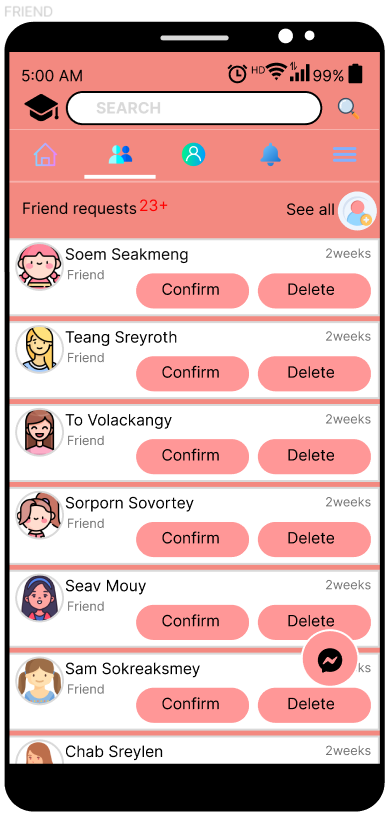 FRIEND
5:00 AM HD 99%
SEARCH
Friend requests 23+ See all
Soem Seakmeng 2weeks
Friend
Confirm Delete
Teang Sreyroth 2weeks
Friend
Confirm Delete
To Volackangy 2weeks
Friend
Confirm Delete
Sorporn Sovortey 2weeks
Friend
Confirm Delete
Seav Mouy 2weeks
Friend
Confirm Delete
Sam Sokreaksmey ks
Friend
Confirm Delete
Chab Sreylen 2weeks